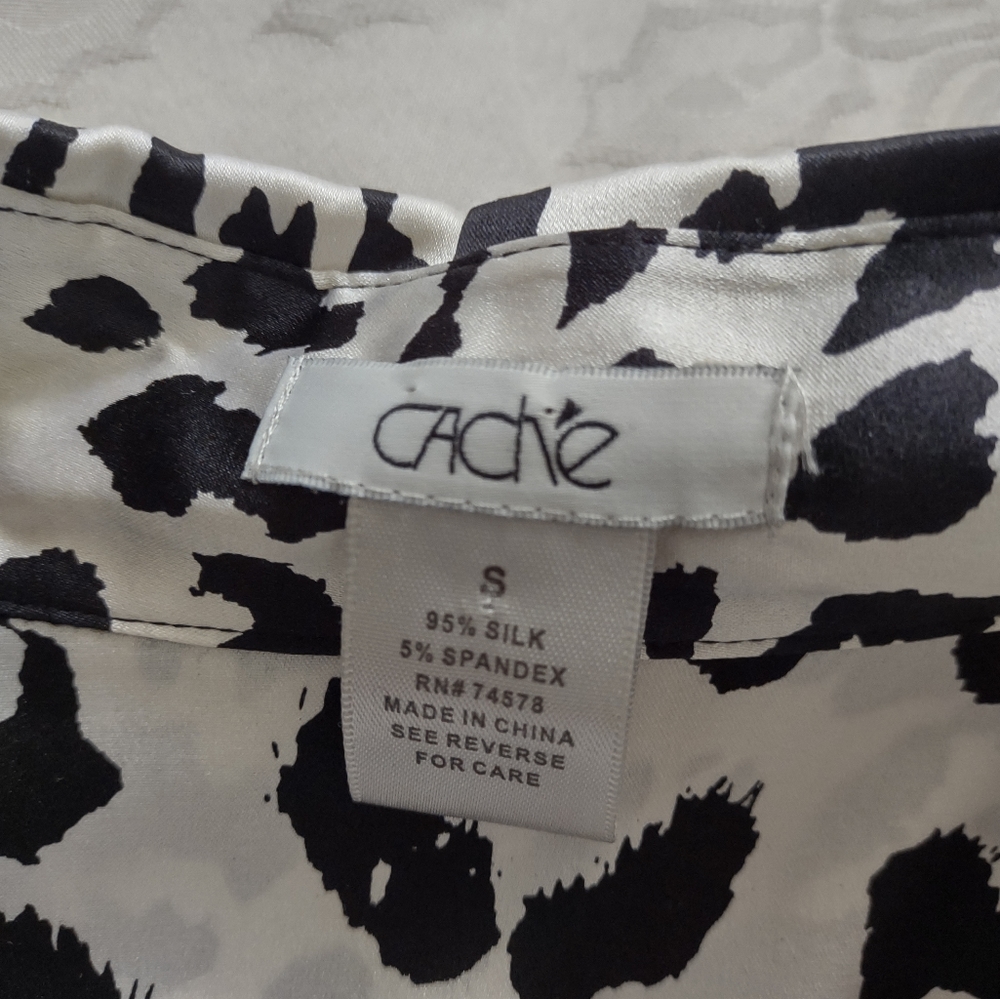 CACHÉ
S
95% SILK
5% SPANDEX
RN# 74578
MADE IN CHINA
SEE REVERSE
FOR CARE